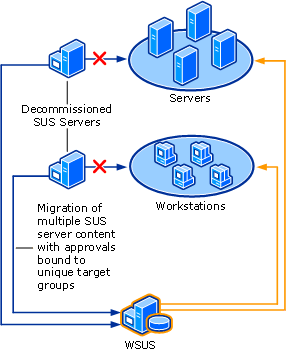 Servers
Decommissioned
SUS Servers
Workstations
Migration of
multiple SUS
server content
with approvals
bound to
unique target
groups
WSUS